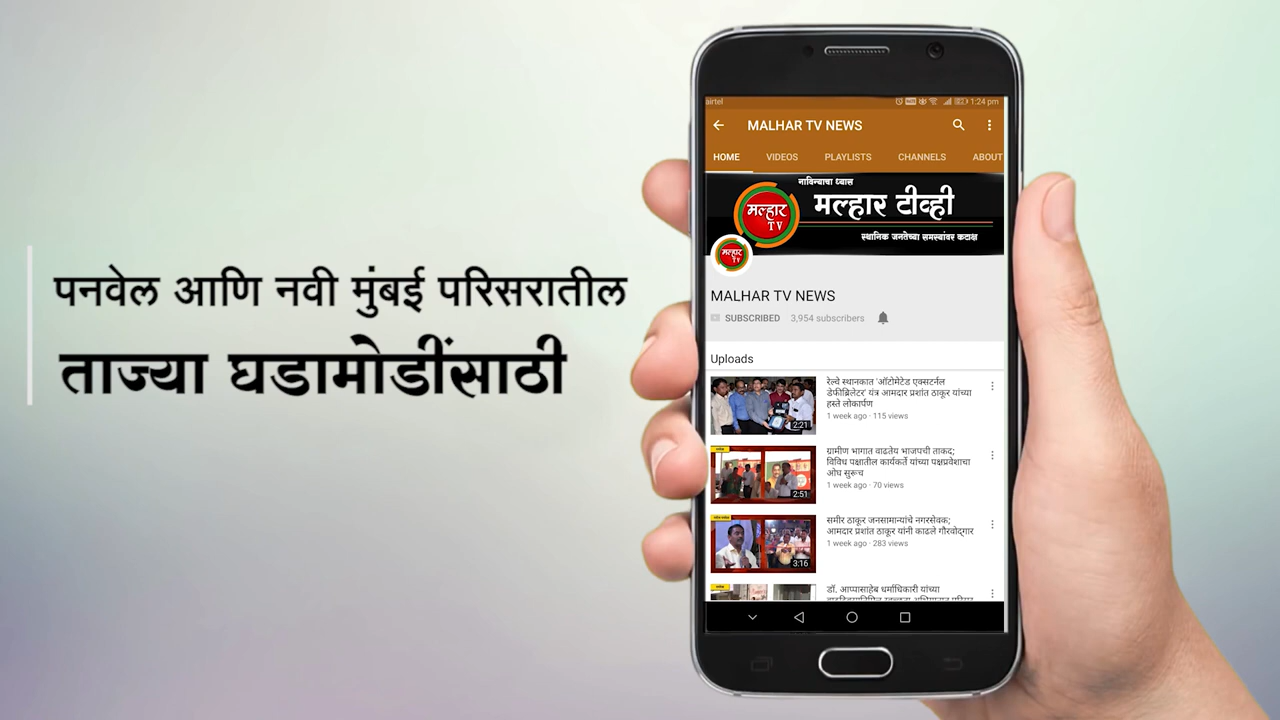 पनवेल आणि नवी मुंबई परिसरातील
ताज्या घडामोडींसाठी
airtel
1:24 pm
MALHAR TV NEWS
HOME VIDEOS PLAYLISTS CHANNELS ABOUT
नाविन्याचा ध्यास
मल्हार टीव्ही
स्थानिक जनतेच्या समस्यांवर कटाक्ष
मल्हार
TV
मल्हार
TV
MALHAR TV NEWS
SUBSCRIBED 3,954 subscribers
Uploads
रेल्वे स्थानकात 'ऑटोमेटेड एक्सटर्नल
डेफीब्रिलेटर' यंत्र आमदार प्रशांत ठाकूर यांच्या
हस्ते लोकार्पण
1 week ago · 115 views
2:21
ग्रामीण भागात वाढतेय भाजपची ताकद;
विविध पक्षातील कार्यकर्ते यांच्या पक्षप्रवेशाचा
ओघ सुरूच
1 week ago · 70 views
2:51
समीर ठाकूर जनसामान्यांचे नगरसेवक;
आमदार प्रशांत ठाकूर यांनी काढले गौरवोद्गार
1 week ago · 283 views
3:16
डॉ. आप्पासाहेब धर्माधिकारी यांच्या